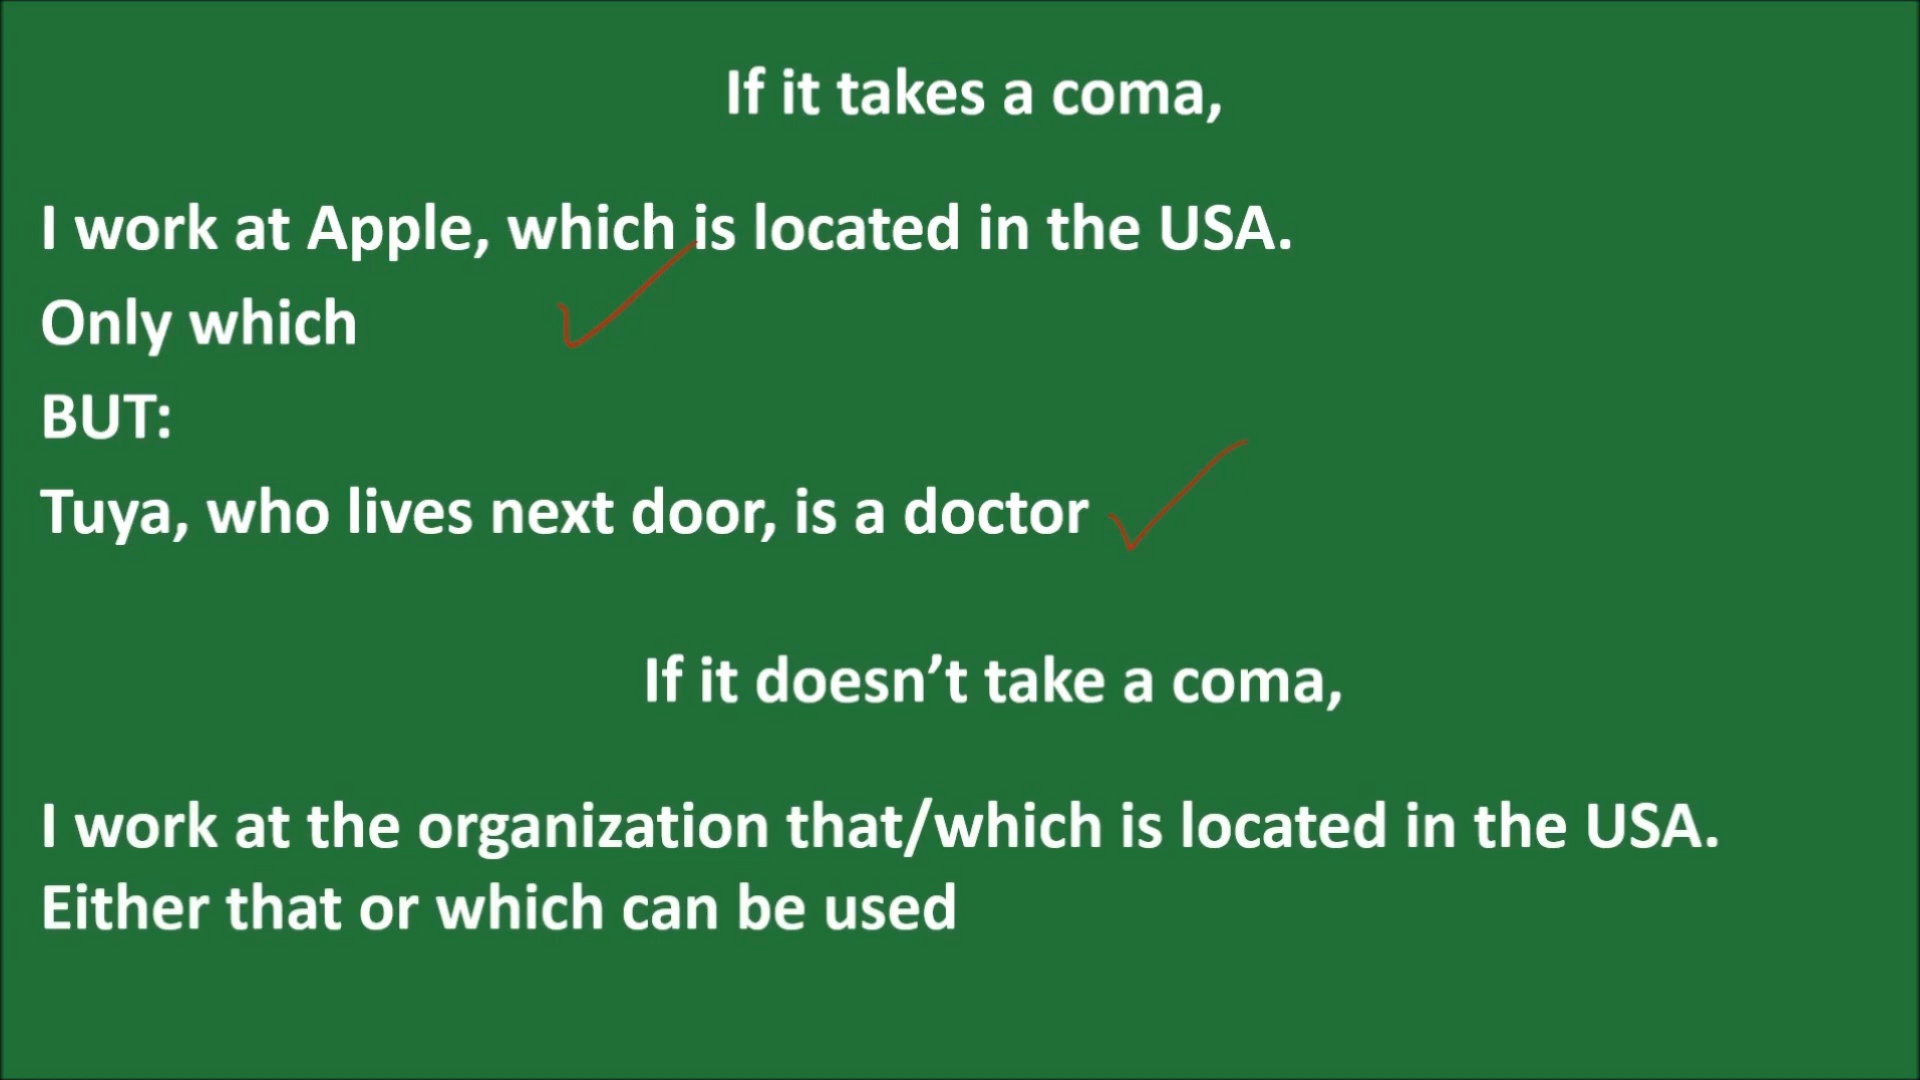 If it takes a coma,
I work at Apple, which is located in the USA.
Only which
BUT:
Tuya, who lives next door, is a doctor
If it doesn’t take a coma,
I work at the organization that/which is located in the USA.
Either that or which can be used